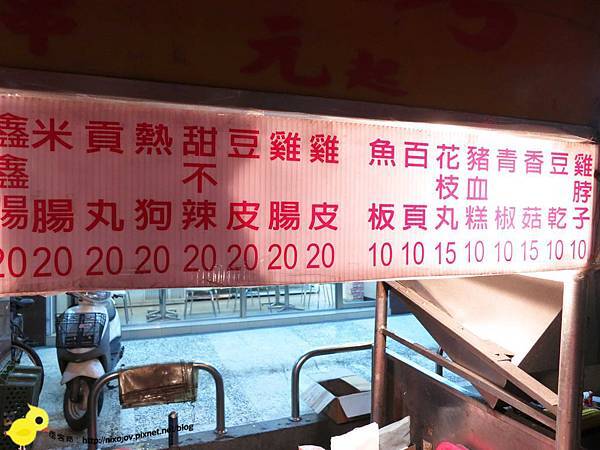 元起
鑫鑫腸 20
米腸 20
貢丸 20
熱狗 20
甜不辣 20
豆皮 20
雞腸 20
雞皮 20
魚板 10
百頁 10
花枝丸 15
豬血糕 10
青椒 10
香菇 15
豆乾 10
雞脖子 10
http://nixojov.pixnet.net/blog